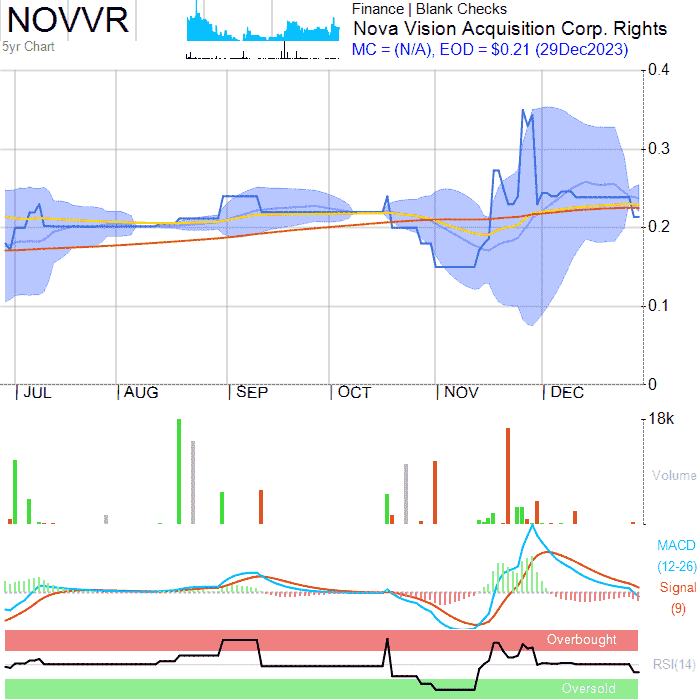 NOVVR
5yr Chart
Finance | Blank Checks
Nova Vision Acquisition Corp. Rights
MC = (N/A), EOD = $0.21 (29Dec2023)
0.4
0.3
0.2
0.1
0
JUL AUG SEP OCT NOV DEC
18k
Volume
MACD
(12-26)
Signal
(9)
Overbought
RSI(14)
Oversold